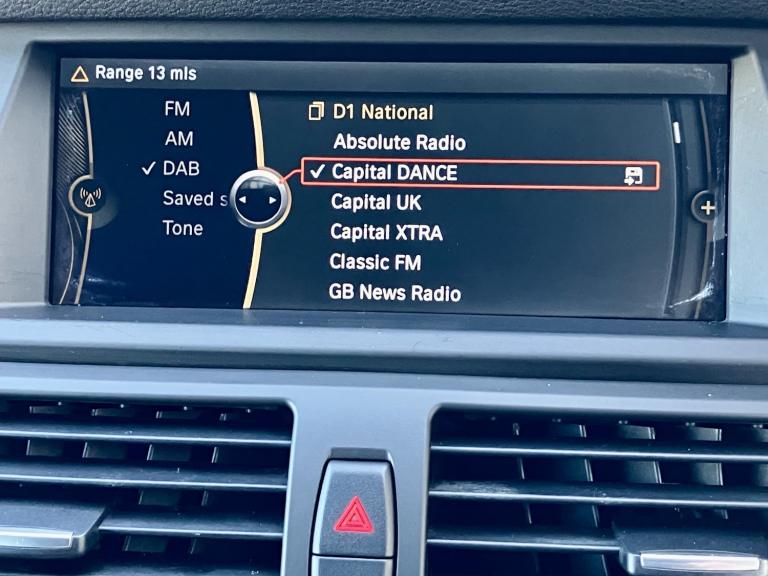 Range 13 mls
FM
AM
DAB
Saved s
Tone
D1 National
Absolute Radio
Capital DANCE
Capital UK
Capital XTRA
Classic FM
GB News Radio